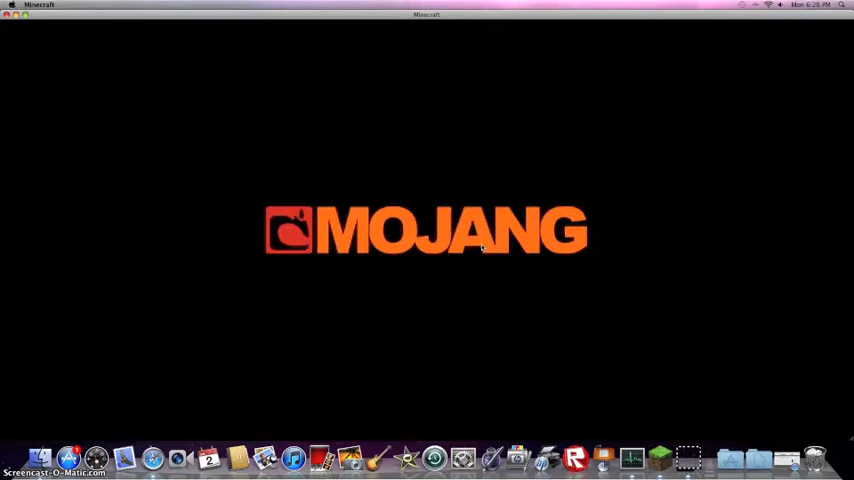 Minecraft
Mon 6:28 PM
Minecraft
MOJANG
2
Screencast-O-Matic.com